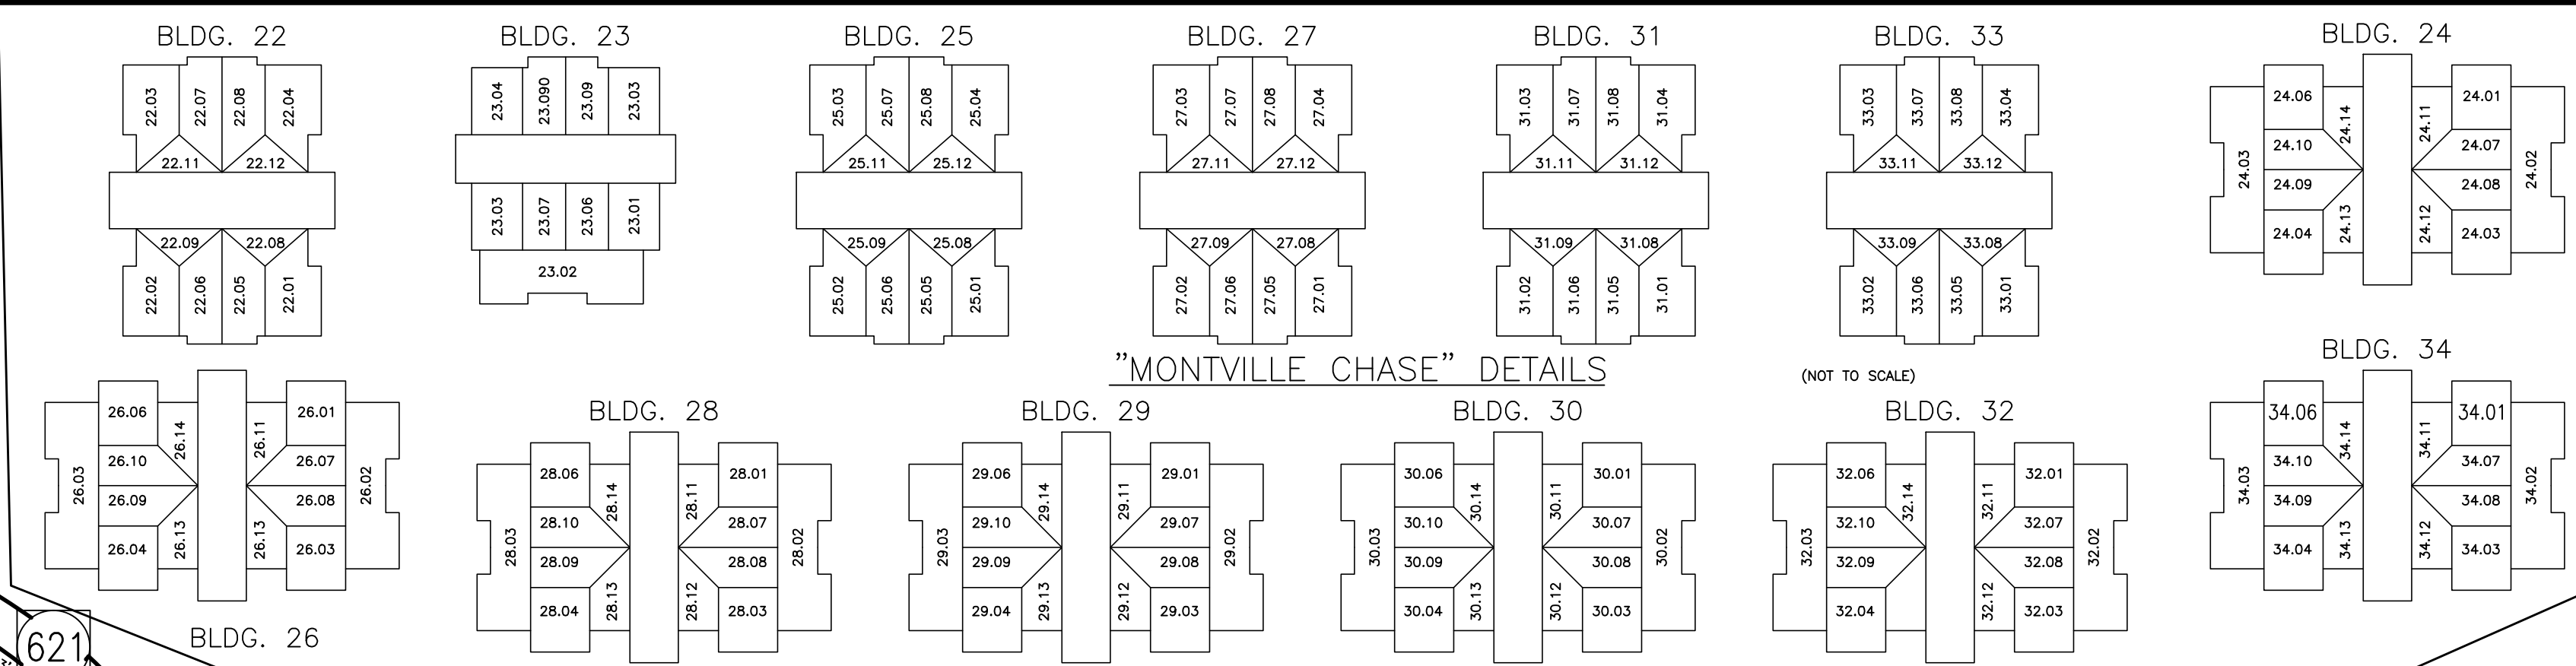 BLDG. 22
22.03 22.07 22.08 22.04
22.11 22.12
22.09 22.08
22.02 22.06 22.05 22.01
BLDG. 23
23.04 23.090 23.09 23.03
23.03 23.07 23.06 23.01
23.02
BLDG. 25
25.03 25.07 25.08 25.04
25.11 25.12
25.09 25.08
25.02 25.06 25.05 25.01
BLDG. 27
27.03 27.07 27.08 27.04
27.11 27.12
27.09 27.08
27.02 27.06 27.05 27.01
BLDG. 31
31.03 31.07 31.08 31.04
31.11 31.12
31.09 31.08
31.02 31.06 31.05 31.01
BLDG. 33
33.03 33.07 33.08 33.04
33.11 33.12
33.09 33.08
33.02 33.06 33.05 33.01
BLDG. 24
24.06 24.14 24.11 24.01
24.10 24.07
24.03 24.02
24.09 24.08
24.04 24.13 24.12 24.03
"MONTVILLE CHASE" DETAILS
(NOT TO SCALE)
26.06 26.14 26.11 26.01
26.10 26.07
26.03 26.02
26.09 26.08
26.04 26.13 26.13 26.03
BLDG. 26
BLDG. 28
28.06 28.14 28.11 28.01
28.10 28.07
28.03 28.02
28.09 28.08
28.04 28.13 28.12 28.03
BLDG. 29
29.06 29.14 29.11 29.01
29.10 29.07
29.03 29.02
29.09 29.08
29.04 29.13 29.12 29.03
BLDG. 30
30.06 30.14 30.11 30.01
30.10 30.07
30.03 30.02
30.09 30.08
30.04 30.13 30.12 30.03
BLDG. 32
32.06 32.14 32.11 32.01
32.10 32.07
32.03 32.02
32.09 32.08
32.04 32.12 32.03
BLDG. 34
34.06 34.14 34.11 34.01
34.10 34.07
34.03 34.02
34.09 34.08
34.04 34.13 34.12 34.03
621